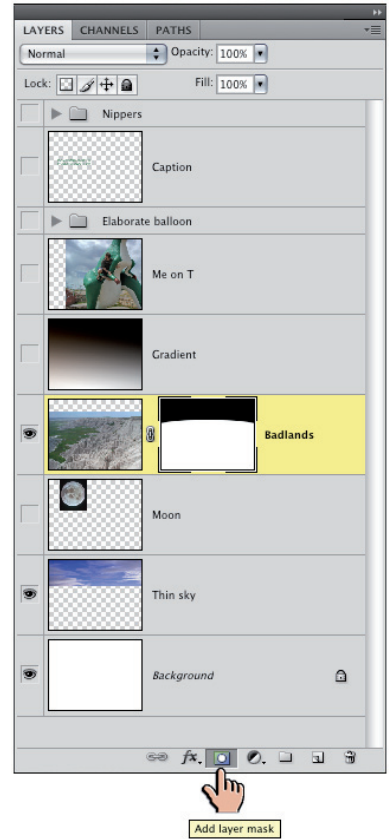 LAYERS CHANNELS PATHS
Normal Opacity: 100%
Lock: Fill: 100%
Nippers
Caption
Elaborate balloon
Me on T
Gradient
Badlands
Moon
Thin sky
Background
fx.
Add layer mask